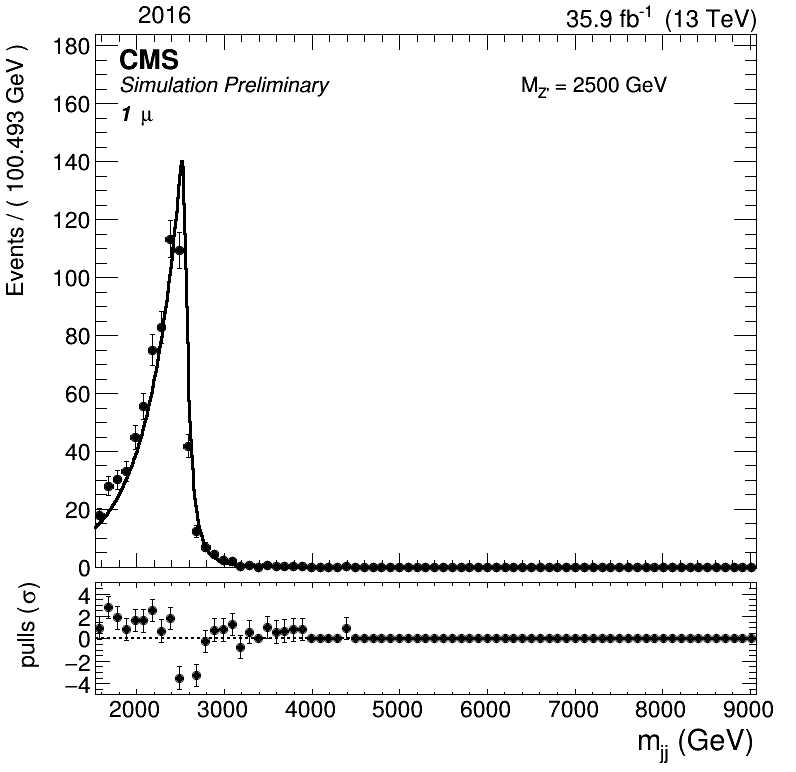 2016 35.9 fb⁻¹ (13 TeV)
Events / ( 100.493 GeV )
180
160
140
120
100
80
60
40
20
0
CMS
Simulation Preliminary
1 μ
M_Z' = 2500 GeV
pulls (σ)
4
2
0
−2
−4
2000 3000 4000 5000 6000 7000 8000 9000
m_jj (GeV)